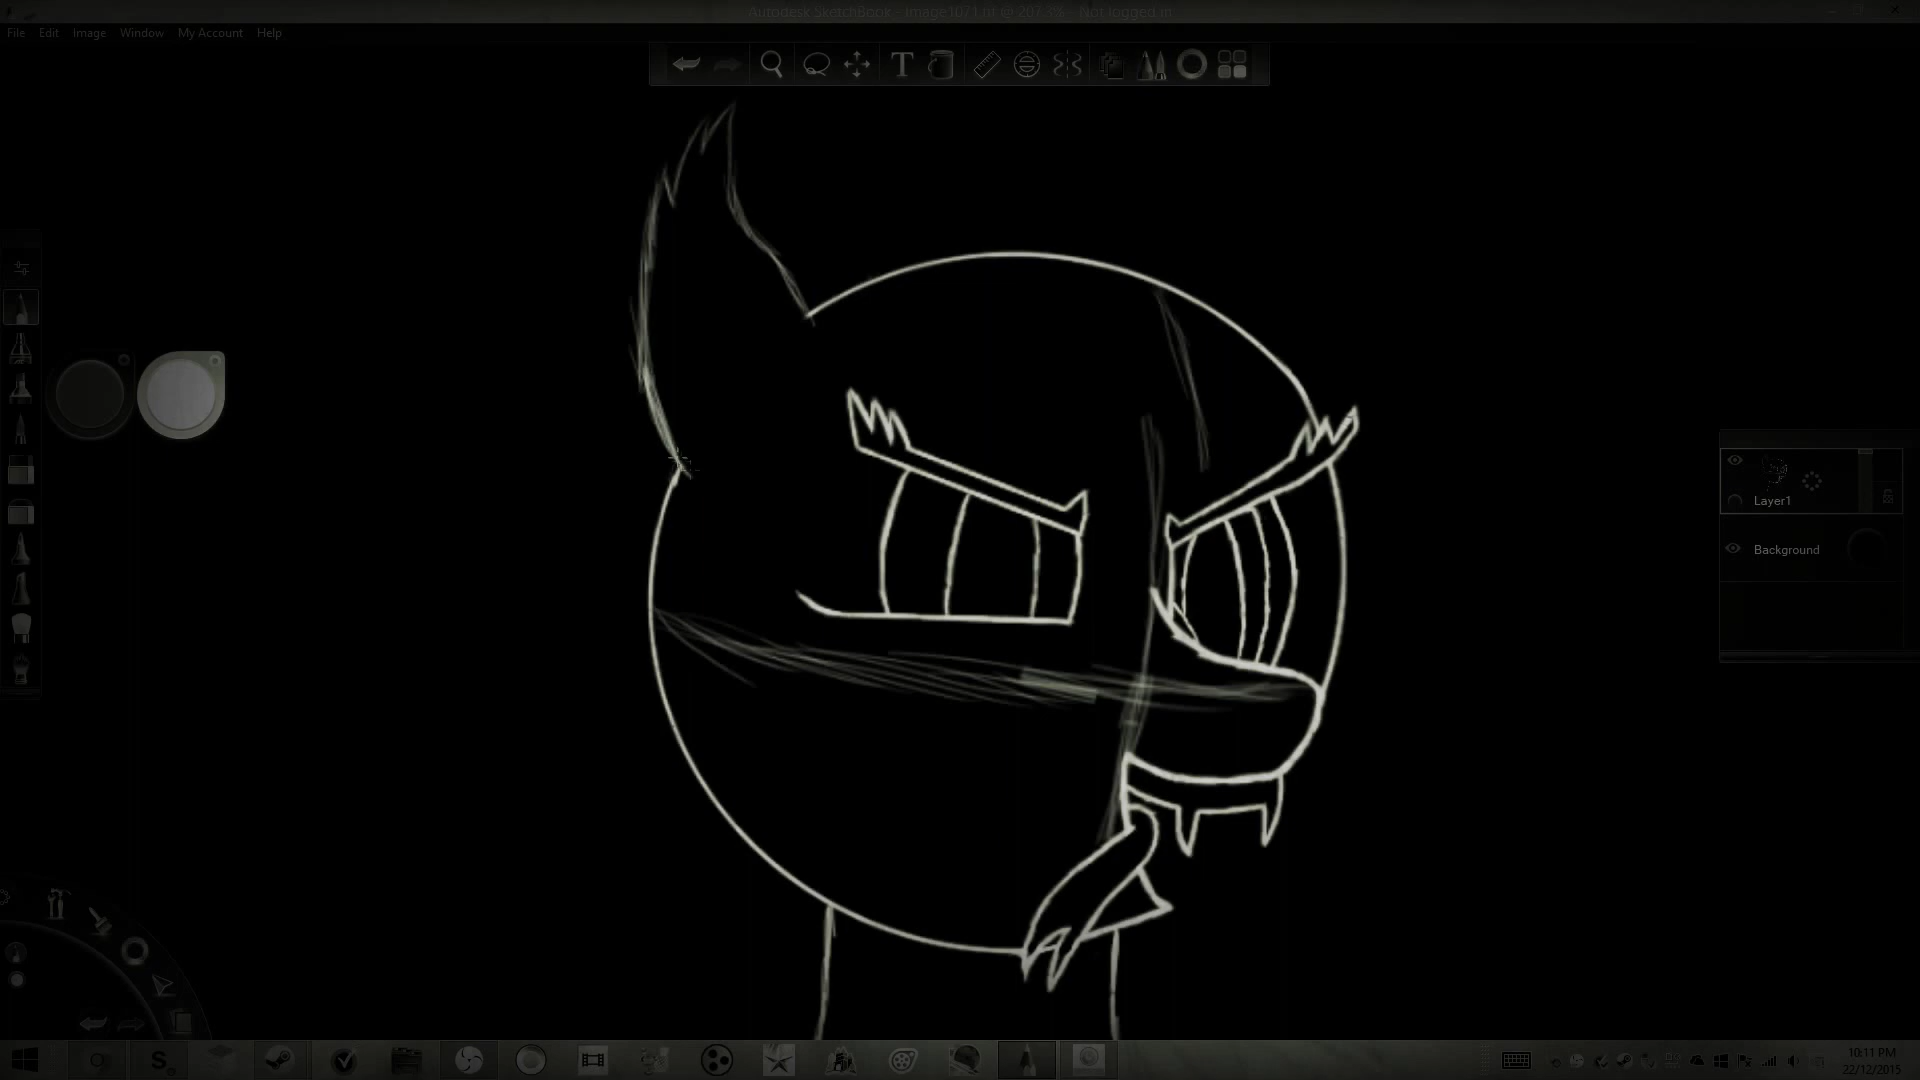 Autodesk SketchBook - Image1071.tif @ 207.3% - Not logged in
File Edit Image Window My Account Help
T
Layer1
Background
S
10:11 PM
22/12/2015